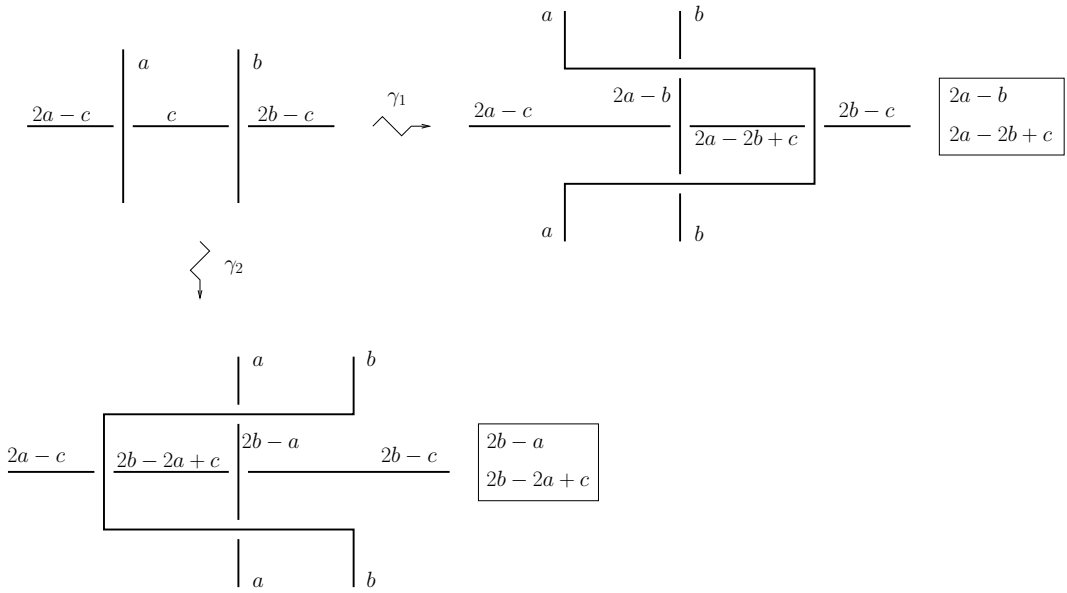 a
b
2a − c
c
2b − c
γ₁
a
b
2a − b
2a − c
2a − 2b + c
2b − c
a
b
2a − b
2a − 2b + c
γ₂
a
b
2b − a
2a − c
2b − 2a + c
2b − c
a
b
2b − a
2b − 2a + c